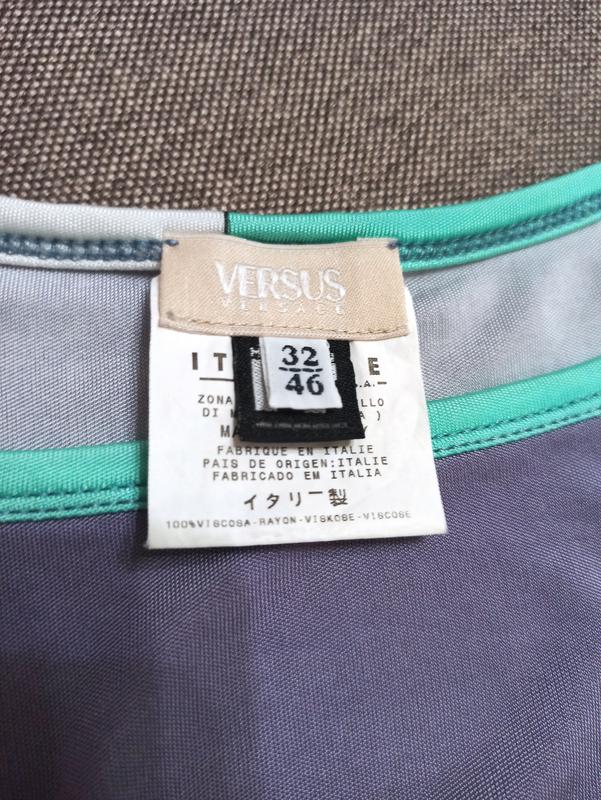 VERSUS
VERSACE
32
46
FABRIQUE EN ITALIE
PAIS DE ORIGEN:ITALIE
FABRICADO EM ITALIA
イタリー製
100%VISCOSA-RAYON-VISKOSE-VISCOSE